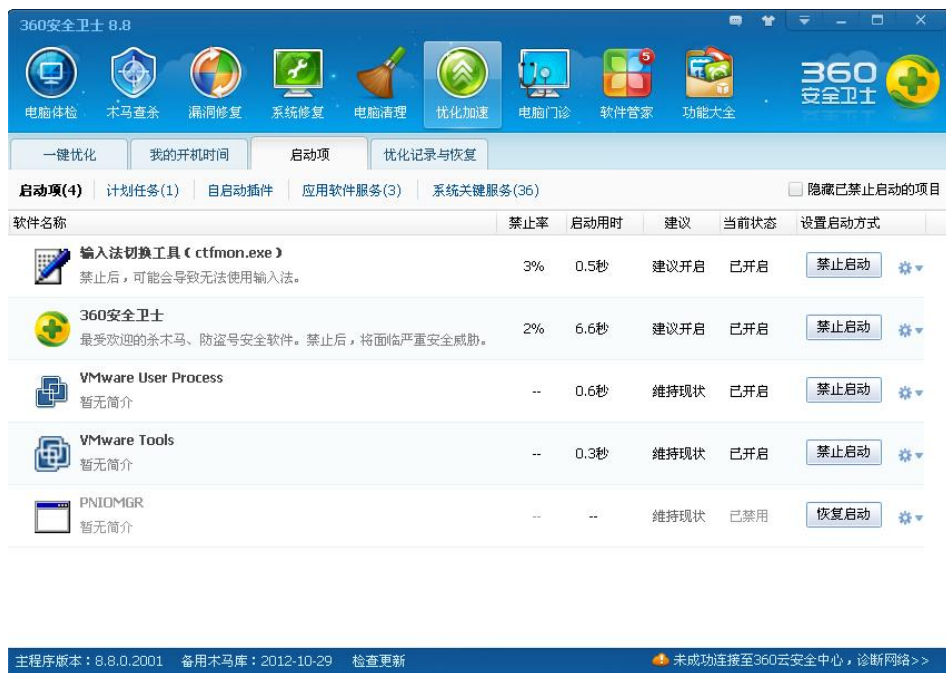 360安全卫士 8.8
电脑体检 木马查杀 漏洞修复 系统修复 电脑清理 优化加速 电脑门诊 软件管家 5 功能大全
360
安全卫士
一键优化 我的开机时间 启动项 优化记录与恢复
启动项(4) 计划任务(1) 自启动插件 应用软件服务(3) 系统关键服务(36) 隐藏已禁止启动的项目
软件名称 禁止率 启动用时 建议 当前状态 设置启动方式
输入法切换工具(ctfmon.exe)
禁止后,可能会导致无法使用输入法。 3% 0.5秒 建议开启 已开启 禁止启动
360安全卫士
最受欢迎的杀木马、防盗号安全软件。禁止后,将面临严重安全威胁。 2% 6.6秒 建议开启 已开启 禁止启动
VMware User Process
暂无简介 -- 0.6秒 维持现状 已开启 禁止启动
VMware Tools
暂无简介 -- 0.3秒 维持现状 已开启 禁止启动
PNIOMGR
暂无简介 -- -- 维持现状 已禁用 恢复启动
主程序版本:8.8.0.2001 备用木马库:2012-10-29 检查更新 未成功连接至360云安全中心,诊断网络>>